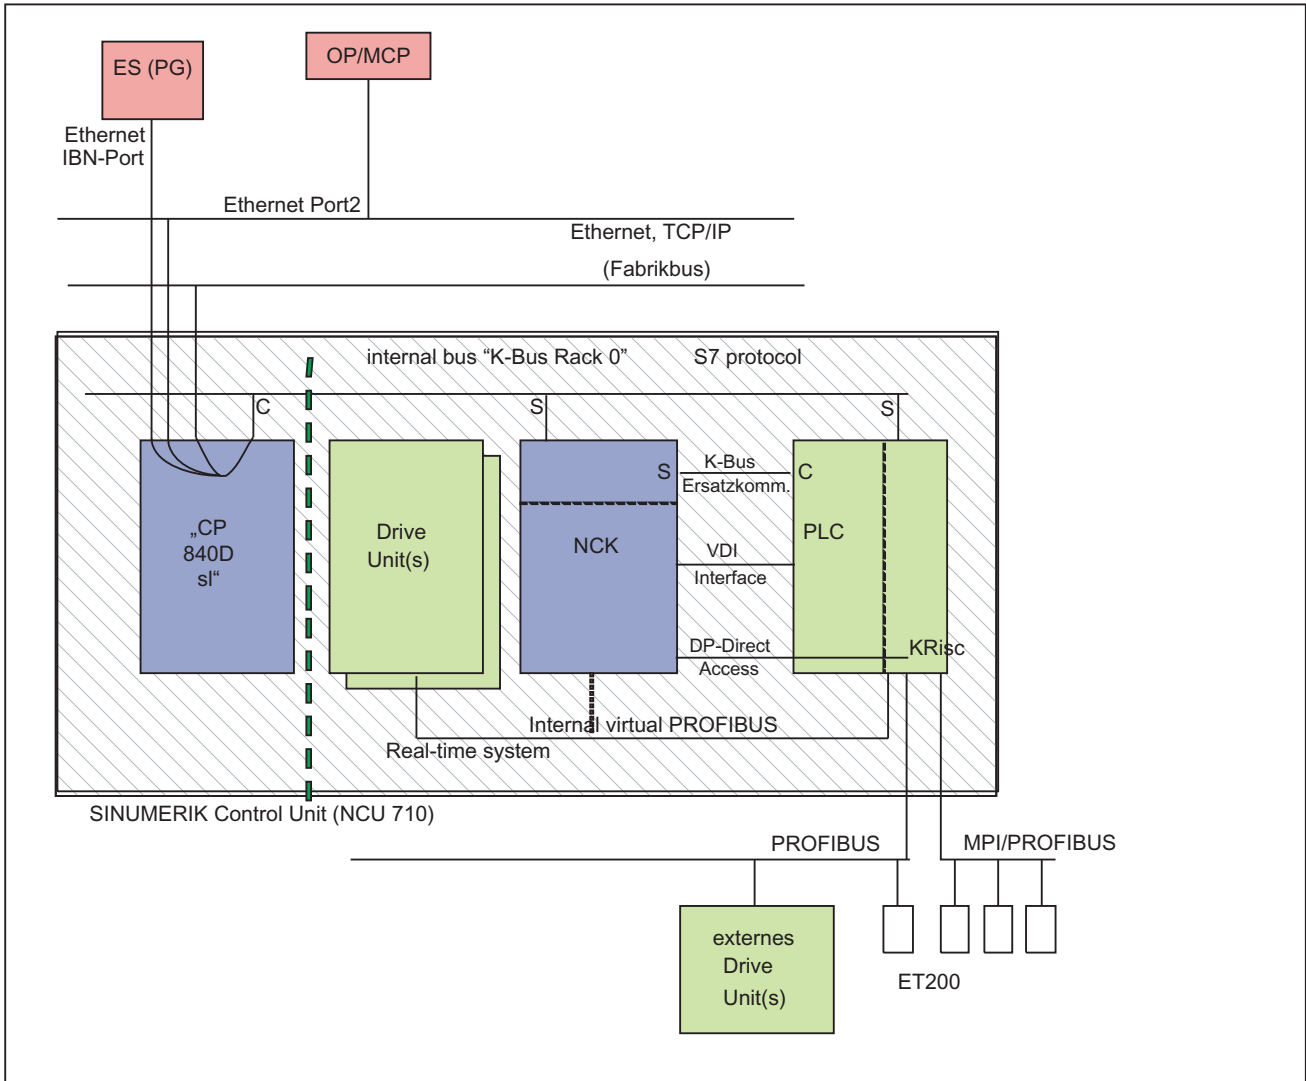 ES (PG)
OP/MCP
Ethernet
IBN-Port
Ethernet Port2
Ethernet, TCP/IP
(Fabrikbus)
internal bus “K-Bus Rack 0”
S7 protocol
C
S
S
„CP
840D
sl“
Drive
Unit(s)
NCK
S
K-Bus
Ersatzkomm.
C
PLC
VDI
Interface
DP-Direct
Access
KRisc
Internal virtual PROFIBUS
Real-time system
SINUMERIK Control Unit (NCU 710)
PROFIBUS
MPI/PROFIBUS
externes
Drive
Unit(s)
ET200